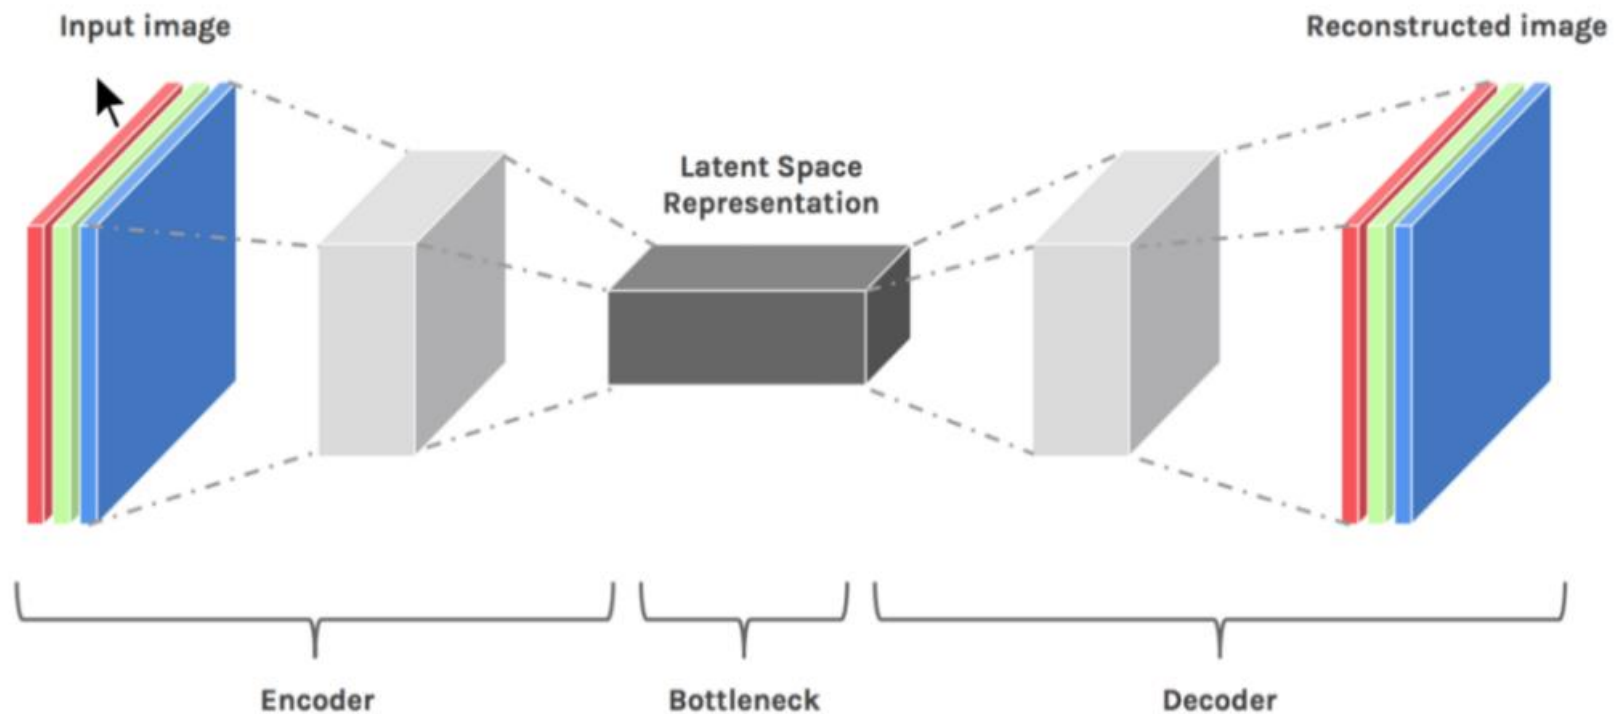 Input image
Reconstructed image
Latent Space
Representation
Encoder
Bottleneck
Decoder